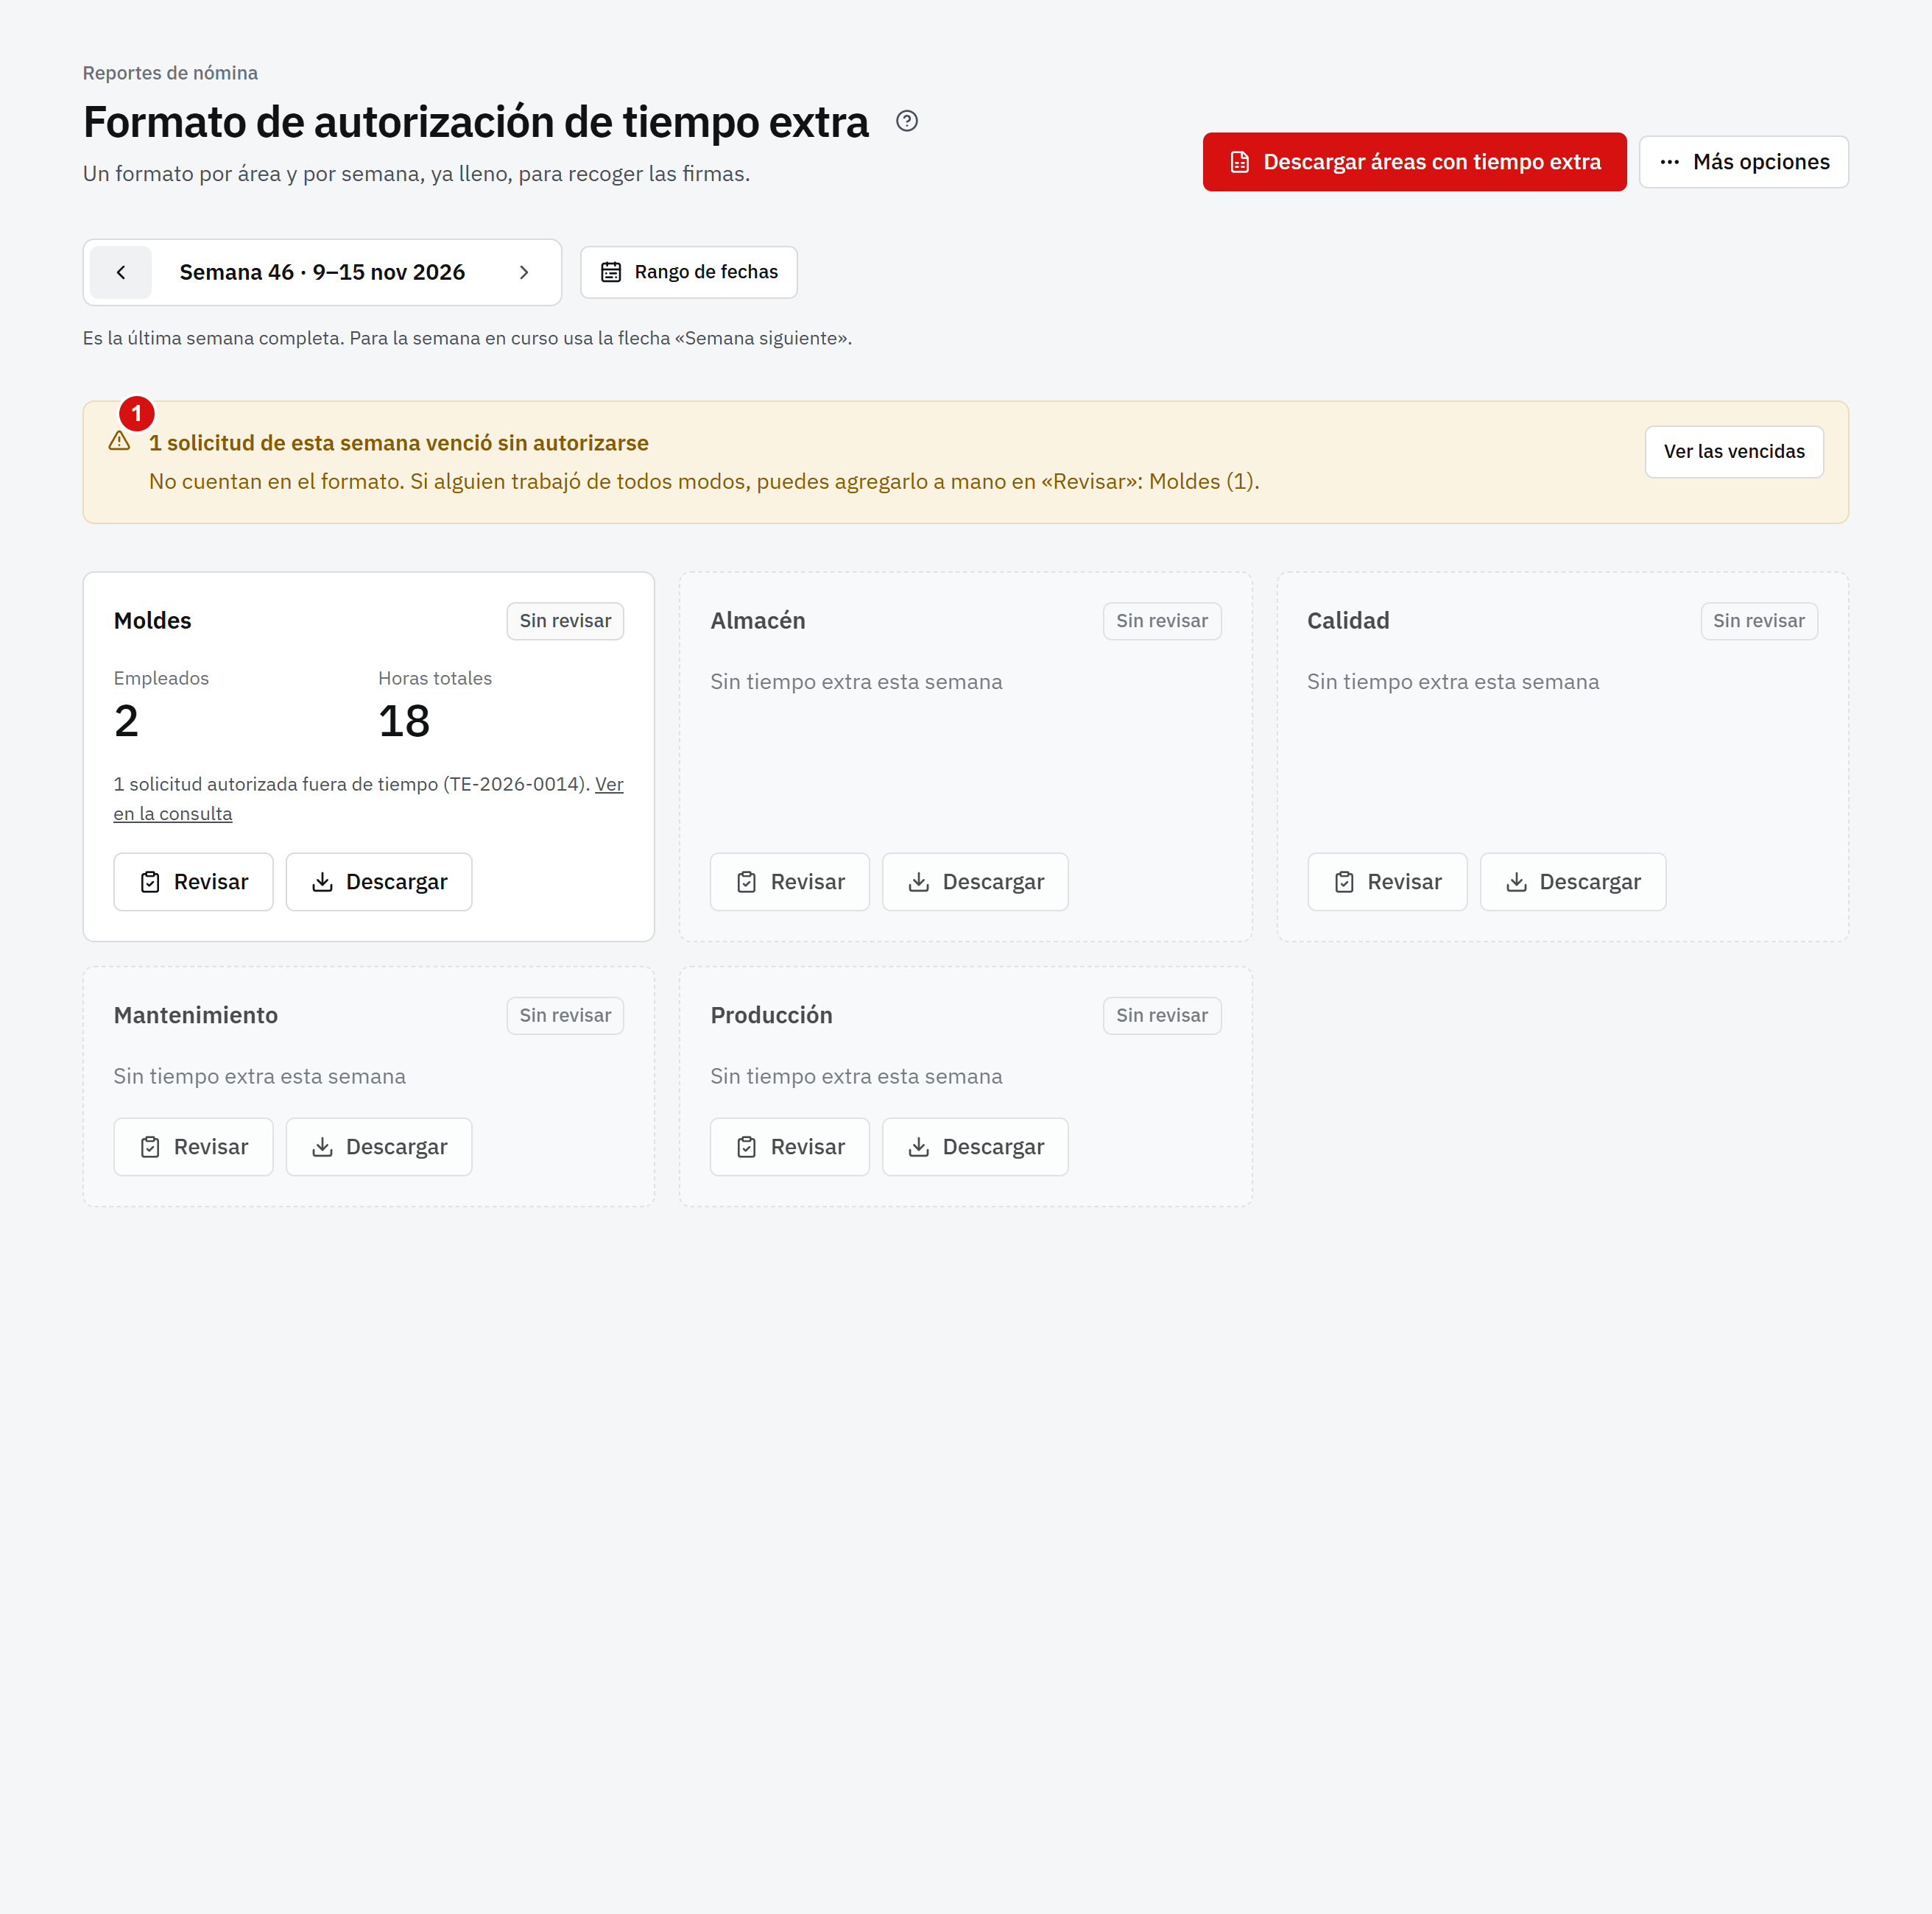 Reportes de nómina
Formato de autorización de tiempo extra
Un formato por área y por semana, ya lleno, para recoger las firmas.
Descargar áreas con tiempo extra
Más opciones
Semana 46 · 9–15 nov 2026
Rango de fechas
Es la última semana completa. Para la semana en curso usa la flecha «Semana siguiente».
1
1 solicitud de esta semana venció sin autorizarse
No cuentan en el formato. Si alguien trabajó de todos modos, puedes agregarlo a mano en «Revisar»: Moldes (1).
Ver las vencidas
Moldes
Sin revisar
Empleados
Horas totales
2
18
1 solicitud autorizada fuera de tiempo (TE-2026-0014). Ver
en la consulta
Revisar
Descargar
Almacén
Sin revisar
Sin tiempo extra esta semana
Revisar
Descargar
Calidad
Sin revisar
Sin tiempo extra esta semana
Revisar
Descargar
Mantenimiento
Sin revisar
Sin tiempo extra esta semana
Revisar
Descargar
Producción
Sin revisar
Sin tiempo extra esta semana
Revisar
Descargar